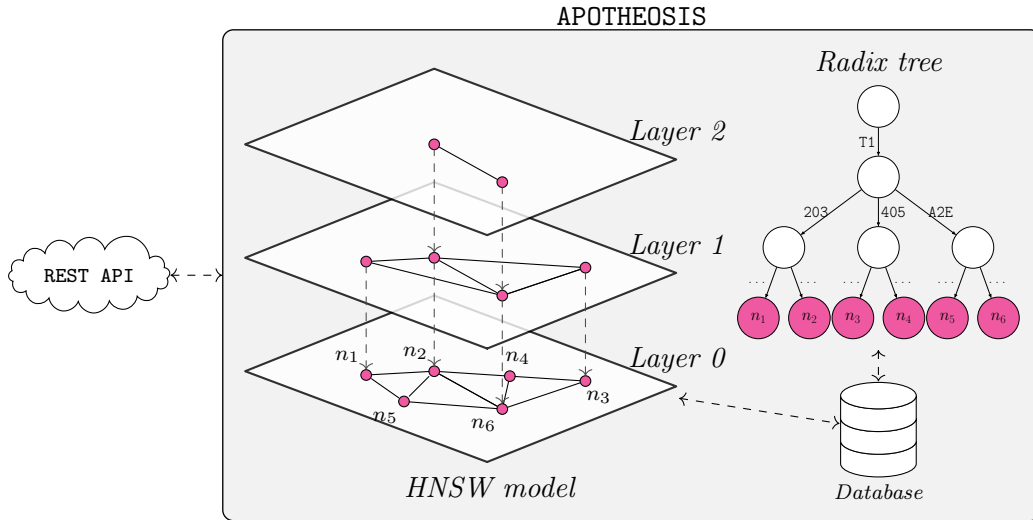 APOTHEOSIS
Radix tree
Layer 2
T1
203 405 A2E
Layer 1
REST API
n1 n2 n3 n4 n5 n6
Layer 0
n1 n2 n4
n3
n5 n6
HNSW model
Database